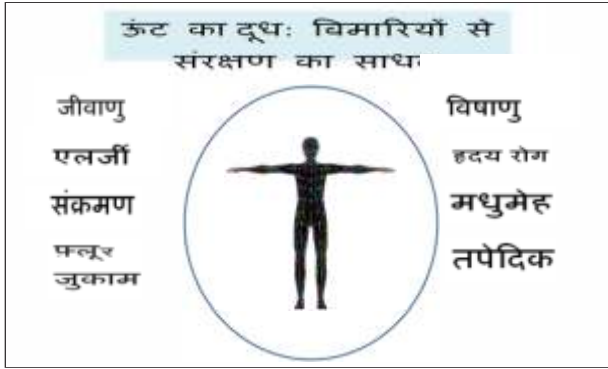 ऊंट का दूध: विमारियों से
संरक्षण का
जीवाणु
एलर्जी
संक्रमण
फ़्लूर
जुकाम
विषाणु
हृदय रोग
मधुमेह
तपेदिक